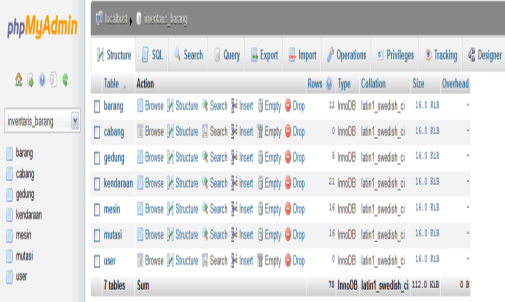 phpMyAdmin
inventaris_barang
barang
cabang
gedung
kendaraan
mesin
mutasi
user
localhost inventaris_barang
Structure SQL Search Query Export Import Operations Privileges Tracking Designer
Table Action Rows Type Collation Size Overhead
barang Browse Structure Search Insert Empty Drop 12 InnoDB latin1_swedish_ci 16.0 KiB -
cabang Browse Structure Search Insert Empty Drop 0 InnoDB latin1_swedish_ci 16.0 KiB -
gedung Browse Structure Search Insert Empty Drop 5 InnoDB latin1_swedish_ci 16.0 KiB -
kendaraan Browse Structure Search Insert Empty Drop 21 InnoDB latin1_swedish_ci 16.0 KiB -
mesin Browse Structure Search Insert Empty Drop 16 InnoDB latin1_swedish_ci 16.0 KiB -
mutasi Browse Structure Search Insert Empty Drop 16 InnoDB latin1_swedish_ci 16.0 KiB -
user Browse Structure Search Insert Empty Drop 0 InnoDB latin1_swedish_ci 16.0 KiB -
7 tables Sum 70 InnoDB latin1_swedish_ci 112.0 KiB 0 B